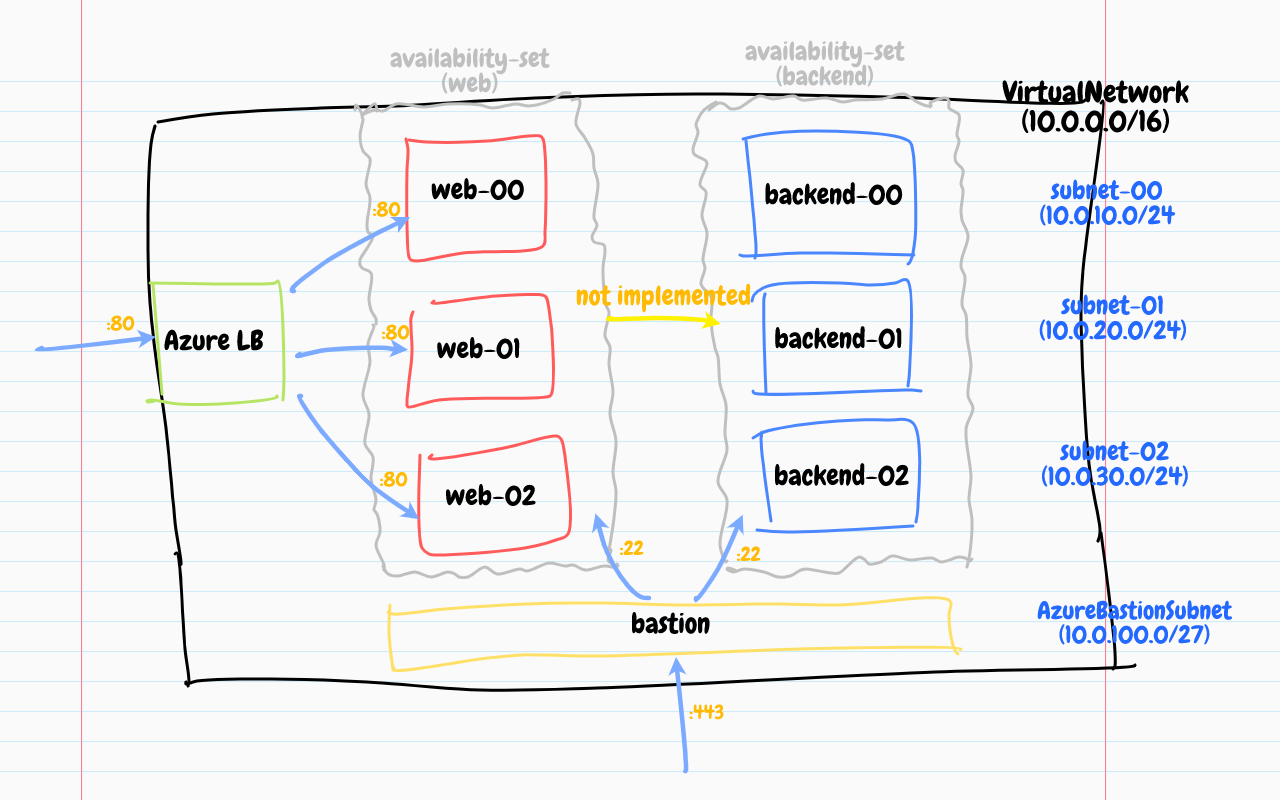 availability-set
(web)
availability-set
(backend)
VirtualNetwork
(10.0.0.0/16)
web-00
backend-00
subnet-00
(10.0.10.0/24
:80
not implemented
subnet-01
(10.0.20.0/24)
:80
Azure LB
:80
web-01
backend-01
subnet-02
(10.0.30.0/24)
:80
web-02
backend-02
:22
:22
bastion
AzureBastionSubnet
(10.0.100.0/27)
:443